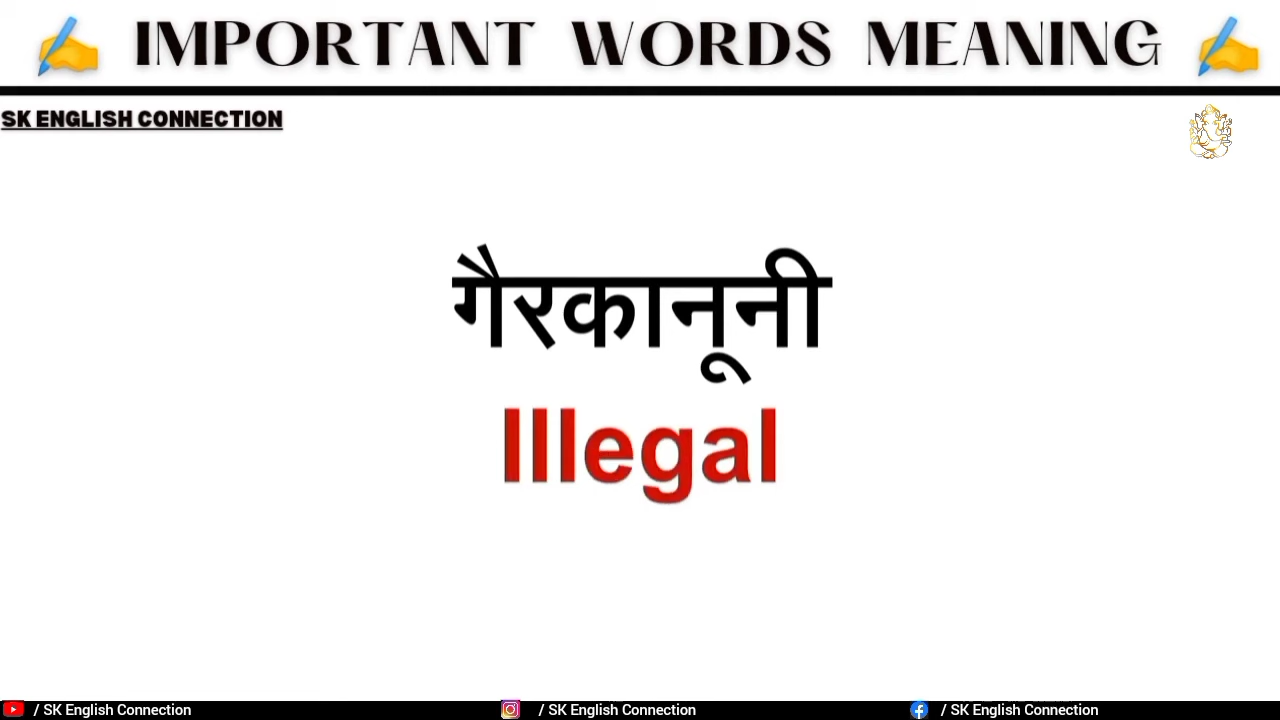 ✍️ IMPORTANT WORDS MEANING ✍️
SK ENGLISH CONNECTION
गैरकानूनी
Illegal
/ SK English Connection / SK English Connection / SK English Connection